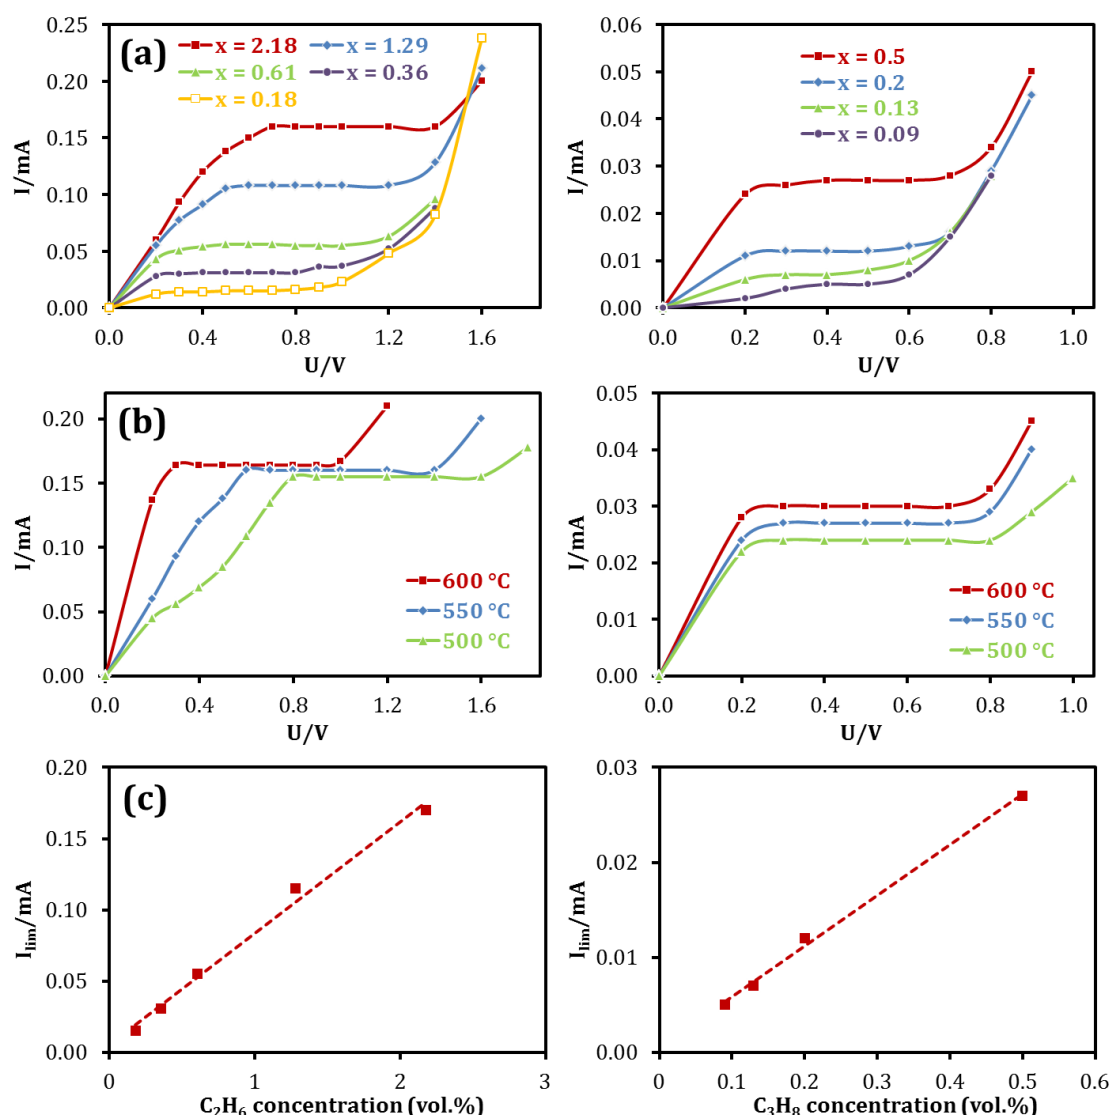 (a)
x = 2.18
x = 1.29
x = 0.61
x = 0.36
x = 0.18
0.25
0.20
0.15
0.10
0.05
0.00
I/mA
0.0
0.4
0.8
1.2
1.6
U/V
x = 0.5
x = 0.2
x = 0.13
x = 0.09
0.06
0.05
0.04
0.03
0.02
0.01
0.00
I/mA
0.0
0.2
0.4
0.6
0.8
1.0
U/V
(b)
0.20
0.15
0.10
0.05
0.00
I/mA
600 °C
550 °C
500 °C
0.0
0.4
0.8
1.2
1.6
U/V
0.05
0.04
0.03
0.02
0.01
0.00
I/mA
600 °C
550 °C
500 °C
0.0
0.2
0.4
0.6
0.8
1.0
U/V
(c)
0.20
0.15
0.10
0.05
0.00
I_lim/mA
0
1
2
3
C₂H₆ concentration (vol.%)
0.03
0.02
0.01
0.00
I_lim/mA
0
0.1
0.2
0.3
0.4
0.5
0.6
C₃H₈ concentration (vol.%)